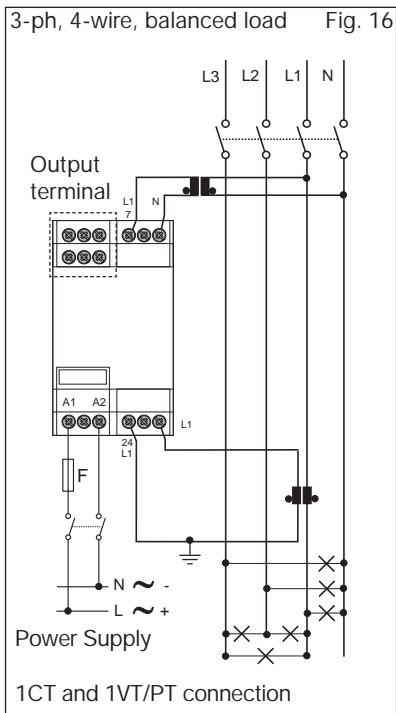 3-ph, 4-wire, balanced load Fig. 16
L3 L2 L1 N
Output
terminal
L1 N
7
A1 A2
L1
24
L1
F
N ~ -
L ~ +
Power Supply
1CT and 1VT/PT connection